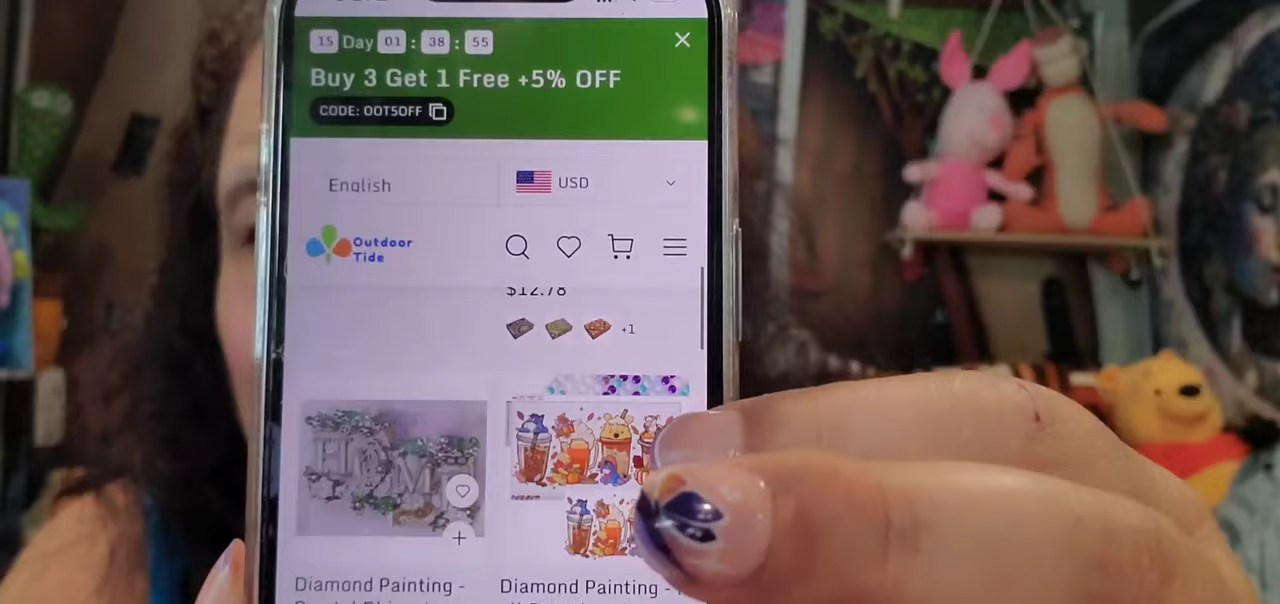 15 Day 01 : 38 : 55
Buy 3 Get 1 Free +5% OFF
CODE: OOT5OFF
English
USD
Outdoor
Tide
$12.78
+1
HOME
Diamond Painting -
Diamond Painting -